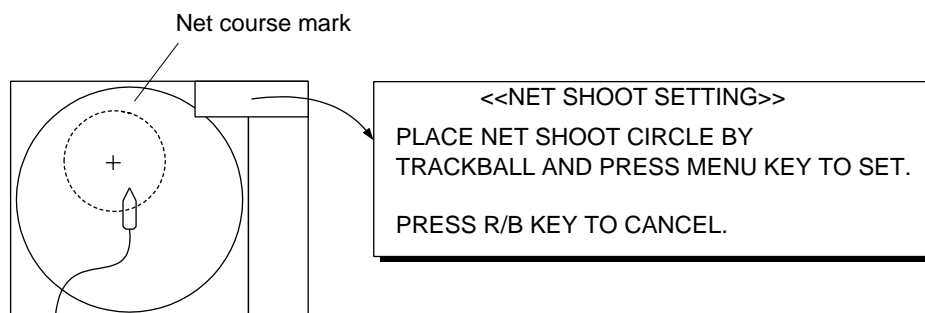 Net course mark
<<NET SHOOT SETTING>>
PLACE NET SHOOT CIRCLE BY
TRACKBALL AND PRESS MENU KEY TO SET.
PRESS R/B KEY TO CANCEL.